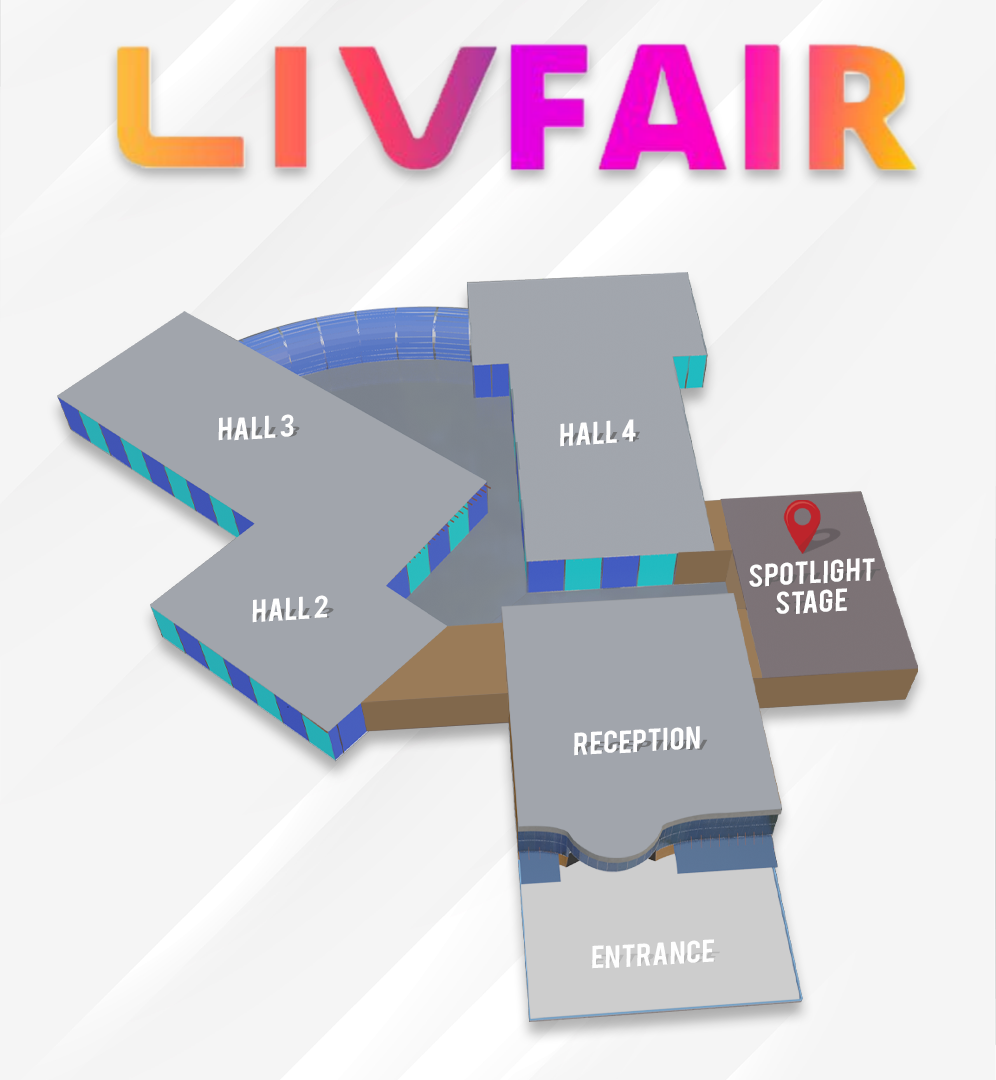 LIVFAIR
HALL 3
HALL 4
SPOTLIGHT
STAGE
HALL 2
RECEPTION
ENTRANCE